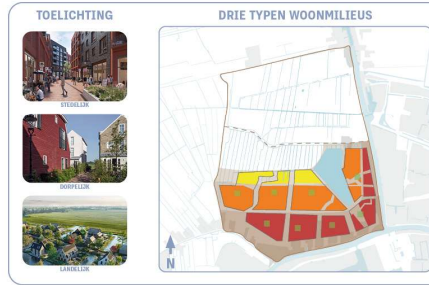 TOELICHTING
DRIE TYPEN WOONMILIEUS
STEDELIJK
DORPELIJK
LANDELIJK
N